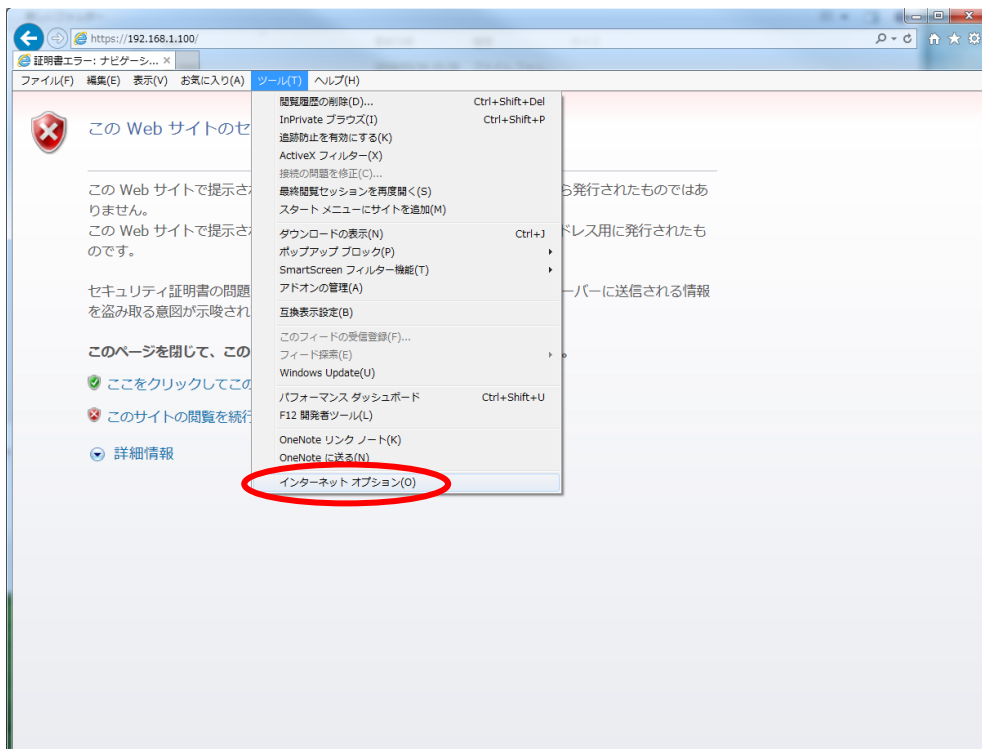 https://192.168.1.100/
証明書エラー: ナビゲーシ... ×
ファイル(F) 編集(E) 表示(V) お気に入り(A) ツール(T) ヘルプ(H)
閲覧履歴の削除(D)... Ctrl+Shift+Del
InPrivate ブラウズ(I) Ctrl+Shift+P
追跡防止を有効にする(K)
ActiveX フィルター(X)
接続の問題を修正(C)...
最終閲覧セッションを再度開く(S)
スタート メニューにサイトを追加(M)
ダウンロードの表示(N) Ctrl+J
ポップアップ ブロック(P)
SmartScreen フィルター機能(T)
アドオンの管理(A)
互換表示設定(B)
このフィードの受信登録(F)...
フィード探索(E)
Windows Update(U)
パフォーマンス ダッシュボード Ctrl+Shift+U
F12 開発者ツール(L)
OneNote リンク ノート(K)
OneNote に送る(N)
インターネット オプション(O)
この Web サイトのセ
この Web サイトで提示さ ら発行されたものではあ
りません。
この Web サイトで提示さ ドレス用に発行されたも
のです。
セキュリティ証明書の問題 ーバーに送信される情報
を盗み取る意図が示唆され
このページを閉じて、この 。
ここをクリックしてこの
このサイトの閲覧を続行
詳細情報